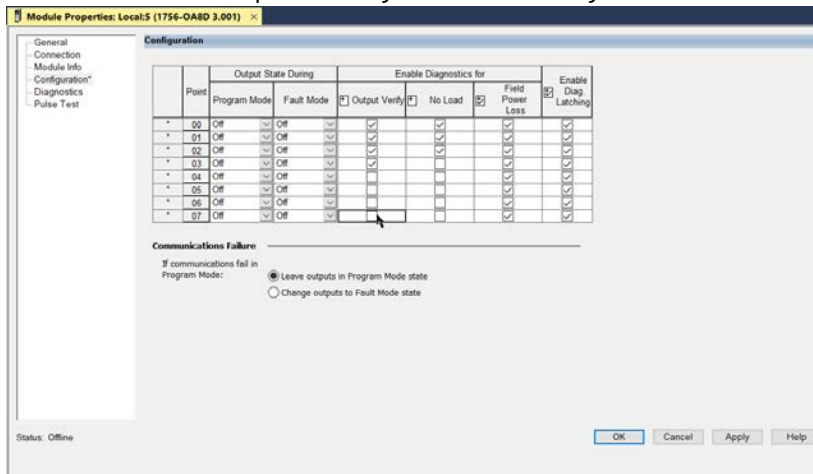 Module Properties: Local:5 (1756-OA8D 3.001) ×
General
Connection
Module Info
Configuration*
Diagnostics
Pulse Test
Configuration
Point
Output State During
Program Mode
Fault Mode
Enable Diagnostics for
Output Verify
No Load
Field Power Loss
Enable Diag. Latching
* 00 Off Off
* 01 Off Off
* 02 Off Off
* 03 Off Off
* 04 Off Off
* 05 Off Off
* 06 Off Off
* 07 Off Off
Communications Failure
If communications fail in
Program Mode:
Leave outputs in Program Mode state
Change outputs to Fault Mode state
Status: Offline
OK Cancel Apply Help